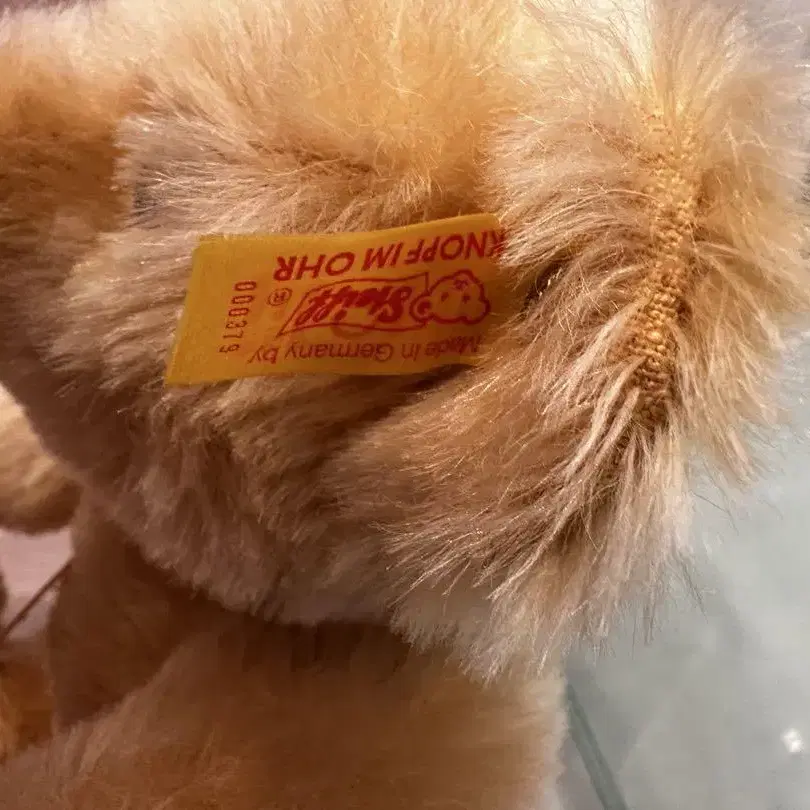 Made in Germany by
Steiff ®
KNOPF IM OHR
000379